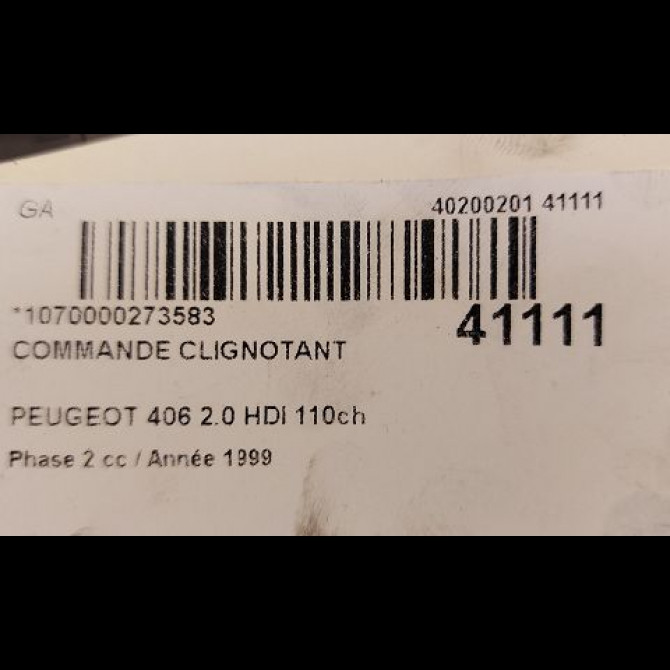 GA 40200201 41111
*1070000273583 41111
COMMANDE CLIGNOTANT
PEUGEOT 406 2.0 HDI 110ch
Phase 2 cc / Année 1999